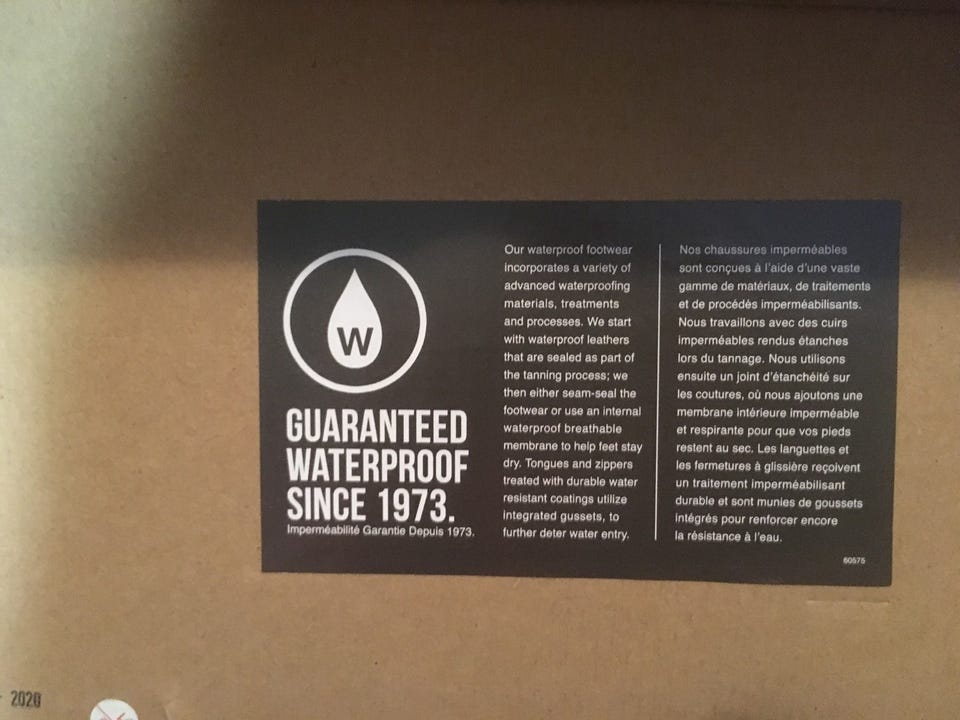 W
GUARANTEED
WATERPROOF
SINCE 1973.
Imperméabilité Garantie Depuis 1973.
Our waterproof footwear
incorporates a variety of
advanced waterproofing
materials, treatments
and processes. We start
with waterproof leathers
that are sealed as part of
the tanning process; we
then either seam-seal the
footwear or use an internal
waterproof breathable
membrane to help feet stay
dry. Tongues and zippers
treated with durable water
resistant coatings utilize
integrated gussets, to
further deter water entry.
Nos chaussures imperméables
sont conçues à l'aide d'une vaste
gamme de matériaux, de traitements
et de procédés imperméabilisants.
Nous travaillons avec des cuirs
imperméables rendus étanches
lors du tannage. Nous utilisons
ensuite un joint d'étanchéité sur
les coutures, où nous ajoutons une
membrane intérieure imperméable
et respirante pour que vos pieds
restent au sec. Les languettes et
les fermetures à glissière reçoivent
un traitement imperméabilisant
durable et sont munies de goussets
intégrés pour renforcer encore
la résistance à l'eau.
60575
2020